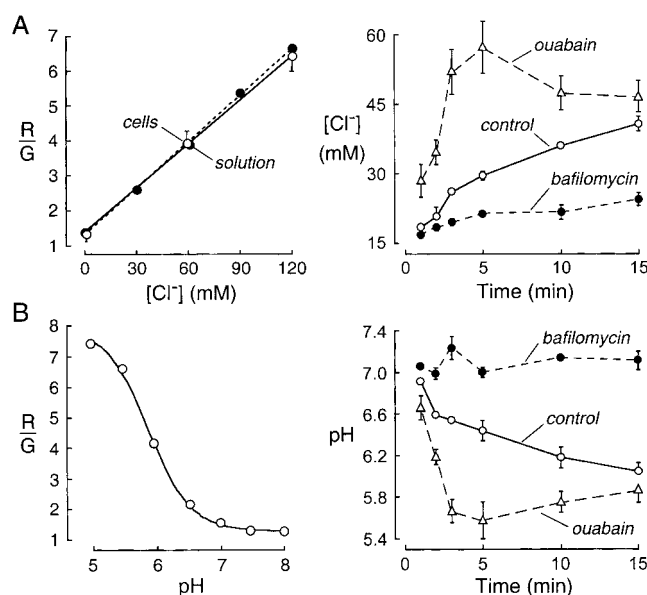 A
R
G
7
6
5
4
3
2
1
cells
solution
0 30 60 90 120
[Cl⁻] (mM)
[Cl⁻]
(mM)
60
45
30
15
ouabain
control
bafilomycin
0 5 10 15
Time (min)
B
R
G
8
7
6
5
4
3
2
1
5 6 7 8
pH
pH
7.4
7.0
6.6
6.2
5.8
5.4
bafilomycin
control
ouabain
0 5 10 15
Time (min)